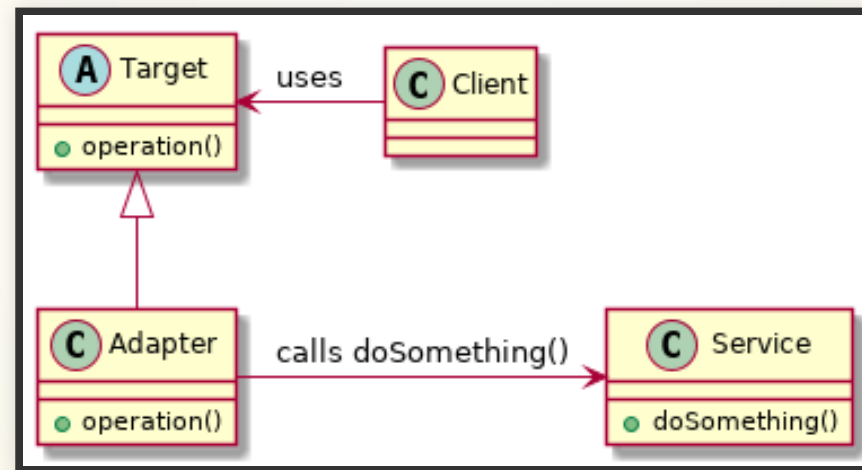 A Target
uses
C Client
operation()
C Adapter
calls doSomething()
C Service
operation()
doSomething()